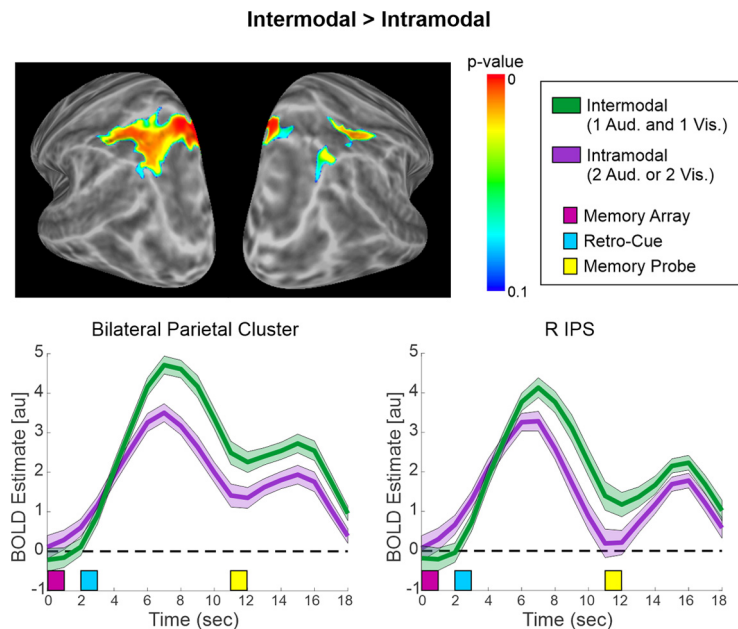 Intermodal > Intramodal
p-value
0
0.1
Intermodal
(1 Aud. and 1 Vis.)
Intramodal
(2 Aud. or 2 Vis.)
Memory Array
Retro-Cue
Memory Probe
Bilateral Parietal Cluster
BOLD Estimate [au]
5
4
3
2
1
0
-1
0 2 4 6 8 10 12 14 16 18
Time (sec)
R IPS
BOLD Estimate [au]
5
4
3
2
1
0
-1
0 2 4 6 8 10 12 14 16 18
Time (sec)